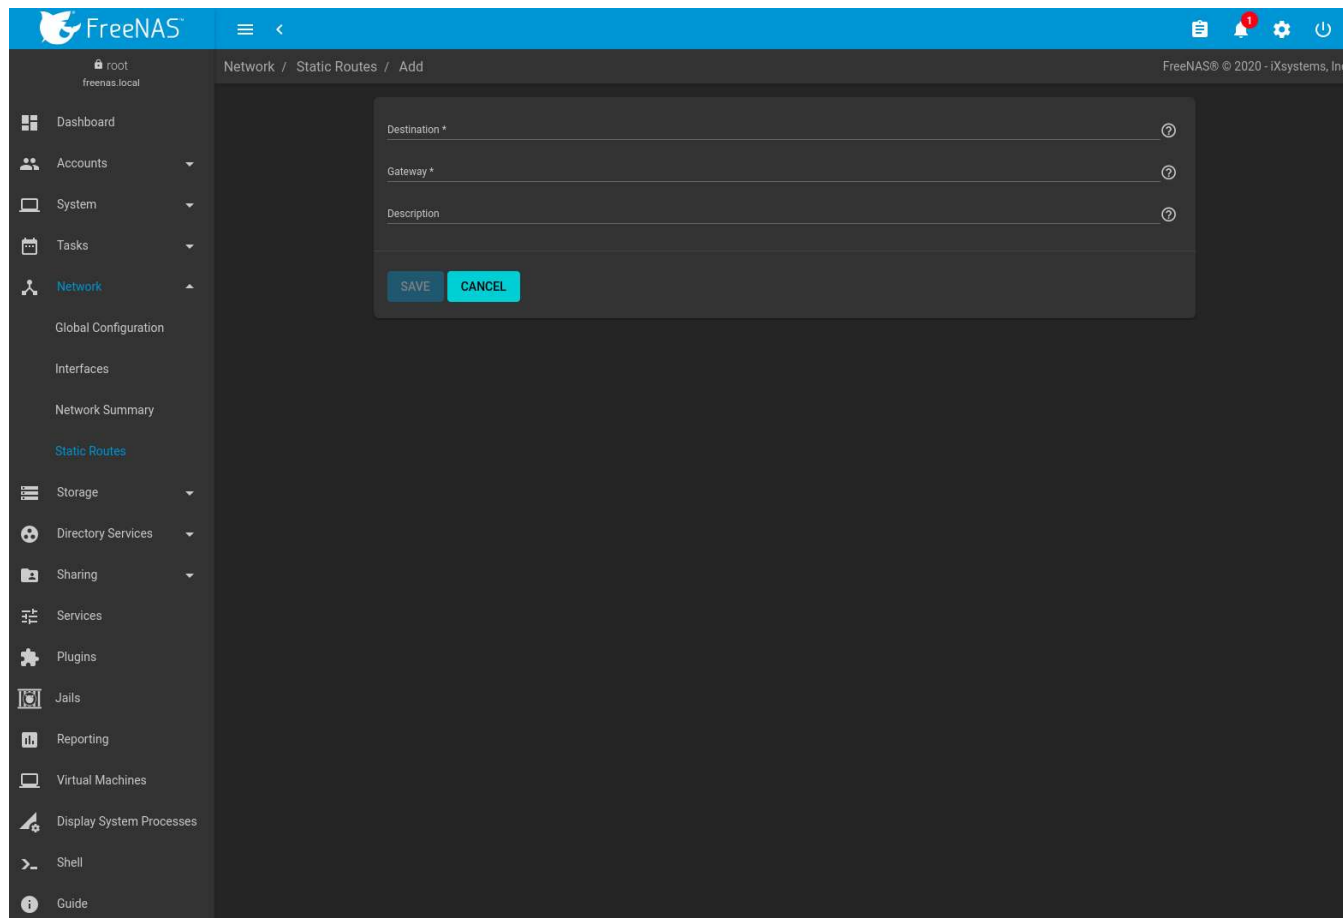 FreeNAS™
1
root
freenas.local
Network / Static Routes / Add
FreeNAS® © 2020 - iXsystems, Inc
Dashboard
Accounts
System
Tasks
Network
Global Configuration
Interfaces
Network Summary
Static Routes
Storage
Directory Services
Sharing
Services
Plugins
Jails
Reporting
Virtual Machines
Display System Processes
Shell
Guide
Destination *
Gateway *
Description
SAVE CANCEL